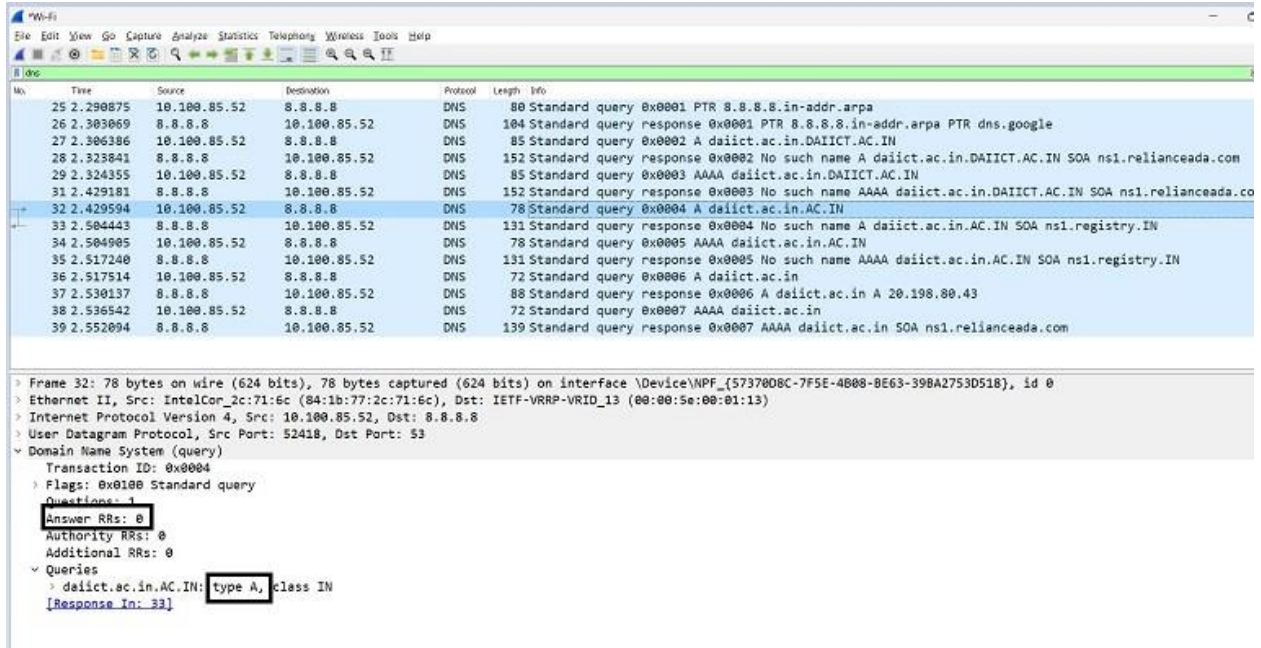 *Wi-Fi
File Edit View Go Capture Analyze Statistics Telephony Wireless Tools Help
dns
No. Time Source Destination Protocol Length Info
25 2.290875 10.100.85.52 8.8.8.8 DNS 80 Standard query 0x0001 PTR 8.8.8.8.in-addr.arpa
26 2.303069 8.8.8.8 10.100.85.52 DNS 104 Standard query response 0x0001 PTR 8.8.8.8.in-addr.arpa PTR dns.google
27 2.306386 10.100.85.52 8.8.8.8 DNS 85 Standard query 0x0002 A daiict.ac.in.DAIICT.AC.IN
28 2.323841 8.8.8.8 10.100.85.52 DNS 152 Standard query response 0x0002 No such name A daiict.ac.in.DAIICT.AC.IN SOA ns1.relianceada.com
29 2.324355 10.100.85.52 8.8.8.8 DNS 85 Standard query 0x0003 AAAA daiict.ac.in.DAIICT.AC.IN
31 2.429181 8.8.8.8 10.100.85.52 DNS 152 Standard query response 0x0003 No such name AAAA daiict.ac.in.DAIICT.AC.IN SOA ns1.relianceada.co
32 2.429594 10.100.85.52 8.8.8.8 DNS 78 Standard query 0x0004 A daiict.ac.in.AC.IN
33 2.504443 8.8.8.8 10.100.85.52 DNS 131 Standard query response 0x0004 No such name A daiict.ac.in.AC.IN SOA ns1.registry.IN
34 2.504905 10.100.85.52 8.8.8.8 DNS 78 Standard query 0x0005 AAAA daiict.ac.in.AC.IN
35 2.517240 8.8.8.8 10.100.85.52 DNS 131 Standard query response 0x0005 No such name AAAA daiict.ac.in.AC.IN SOA ns1.registry.IN
36 2.517514 10.100.85.52 8.8.8.8 DNS 72 Standard query 0x0006 A daiict.ac.in
37 2.530137 8.8.8.8 10.100.85.52 DNS 88 Standard query response 0x0006 A daiict.ac.in A 20.198.80.43
38 2.536542 10.100.85.52 8.8.8.8 DNS 72 Standard query 0x0007 AAAA daiict.ac.in
39 2.552094 8.8.8.8 10.100.85.52 DNS 139 Standard query response 0x0007 AAAA daiict.ac.in SOA ns1.relianceada.com
Frame 32: 78 bytes on wire (624 bits), 78 bytes captured (624 bits) on interface \Device\NPF_{57370D8C-7F5E-4B08-BE63-39BA2753D518}, id 0
Ethernet II, Src: IntelCor_2c:71:6c (84:1b:77:2c:71:6c), Dst: IETF-VRRP-VRID_13 (00:00:5e:00:01:13)
Internet Protocol Version 4, Src: 10.100.85.52, Dst: 8.8.8.8
User Datagram Protocol, Src Port: 52418, Dst Port: 53
Domain Name System (query)
Transaction ID: 0x0004
Flags: 0x0100 Standard query
Questions: 1
Answer RRs: 0
Authority RRs: 0
Additional RRs: 0
Queries
daiict.ac.in.AC.IN: type A, class IN
[Response In: 33]